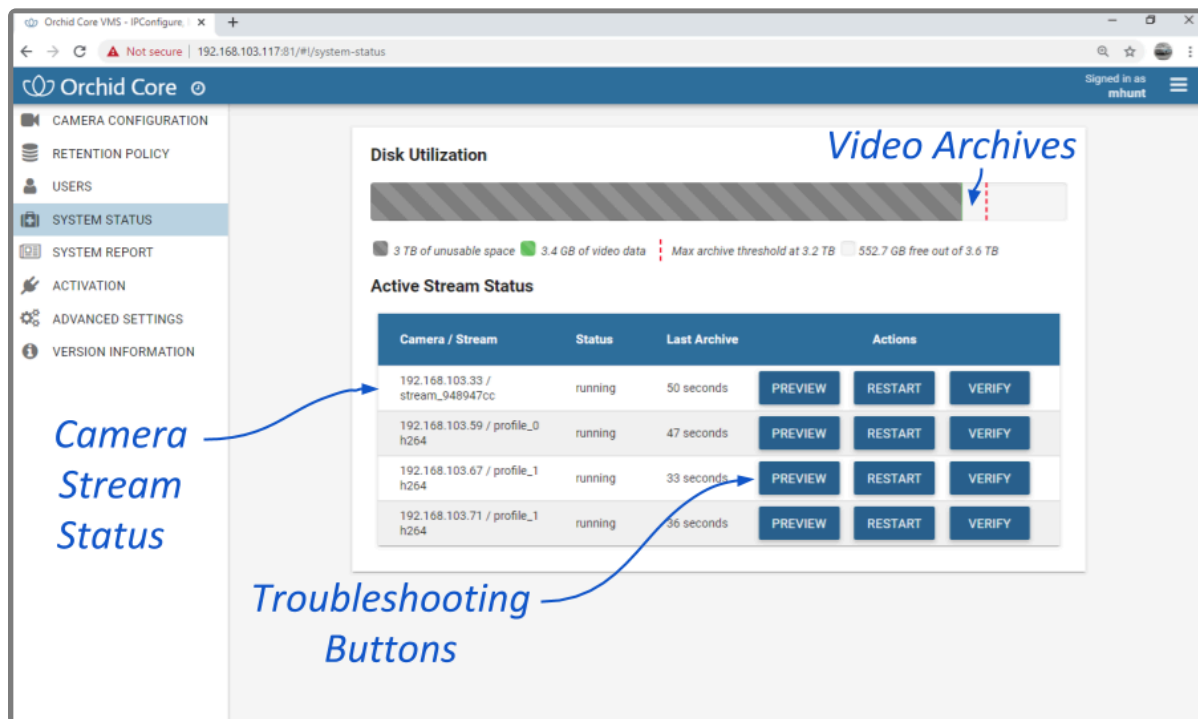 Orchid Core VMS - IPConfigure, I
Not secure | 192.168.103.117:81/#!/system-status
Orchid Core
Signed in as
mhunt
CAMERA CONFIGURATION
RETENTION POLICY
USERS
SYSTEM STATUS
SYSTEM REPORT
ACTIVATION
ADVANCED SETTINGS
VERSION INFORMATION
Disk Utilization
Video Archives
3 TB of unusable space 3.4 GB of video data Max archive threshold at 3.2 TB 552.7 GB free out of 3.6 TB
Active Stream Status
Camera / Stream Status Last Archive Actions
192.168.103.33 /
stream_948947cc running 50 seconds PREVIEW RESTART VERIFY
192.168.103.59 / profile_0
h264 running 47 seconds PREVIEW RESTART VERIFY
192.168.103.67 / profile_1
h264 running 33 seconds PREVIEW RESTART VERIFY
192.168.103.71 / profile_1
h264 running 36 seconds PREVIEW RESTART VERIFY
Camera
Stream
Status
Troubleshooting
Buttons